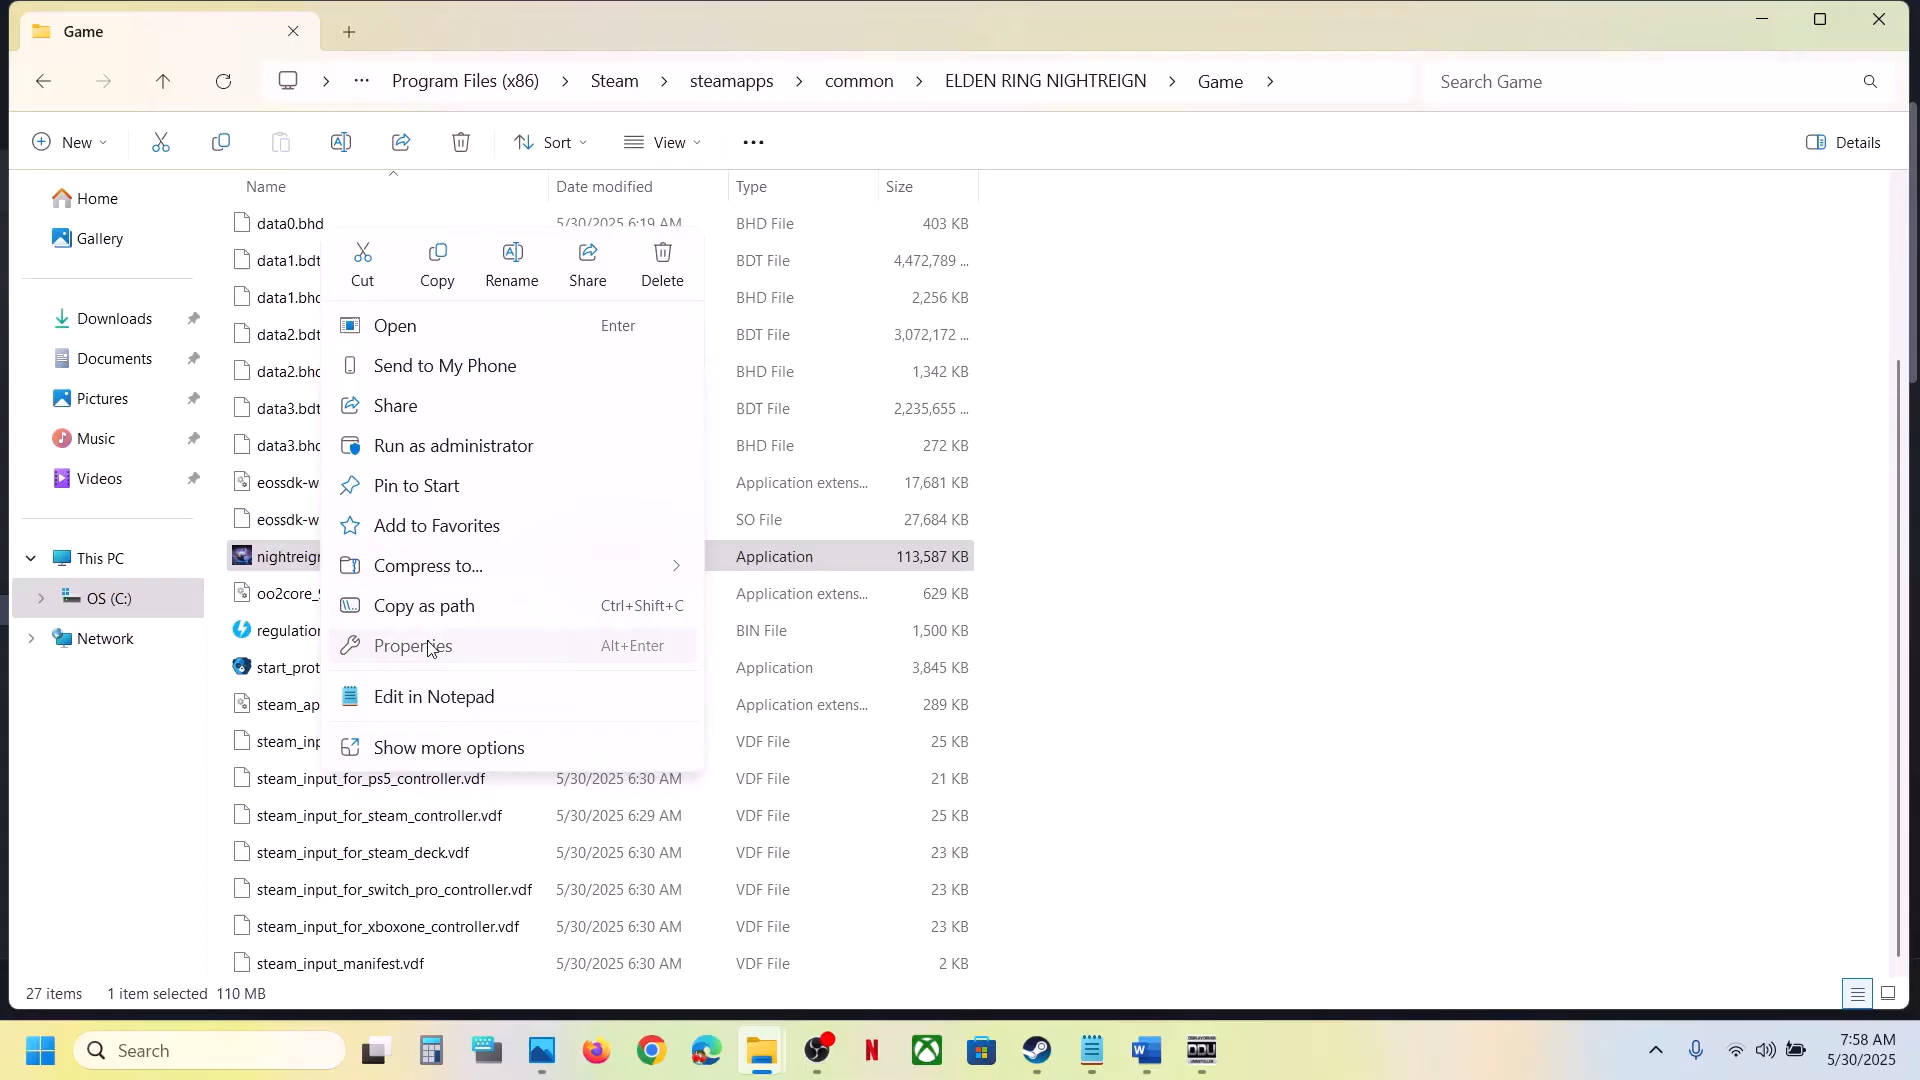 Game
Program Files (x86) > Steam > steamapps > common > ELDEN RING NIGHTREIGN > Game >
Search Game
New
Sort
View
Details
Name Date modified Type Size
Home
Gallery
Downloads
Documents
Pictures
Music
Videos
This PC
OS (C:)
Network
data0.bhd 5/30/2025 6:19 AM BHD File 403 KB
data1.bdt BDT File 4,472,789 ...
data1.bhd BHD File 2,256 KB
data2.bdt BDT File 3,072,172 ...
data2.bhd BHD File 1,342 KB
data3.bdt BDT File 2,235,655 ...
data3.bhd BHD File 272 KB
eossdk-w Application extens... 17,681 KB
eossdk-w SO File 27,684 KB
nightreign Application 113,587 KB
oo2core_ Application extens... 629 KB
regulation BIN File 1,500 KB
start_prot Application 3,845 KB
steam_ap Application extens... 289 KB
steam_inp VDF File 25 KB
steam_input_for_ps5_controller.vdf 5/30/2025 6:30 AM VDF File 21 KB
steam_input_for_steam_controller.vdf 5/30/2025 6:29 AM VDF File 25 KB
steam_input_for_steam_deck.vdf 5/30/2025 6:30 AM VDF File 23 KB
steam_input_for_switch_pro_controller.vdf 5/30/2025 6:30 AM VDF File 23 KB
steam_input_for_xboxone_controller.vdf 5/30/2025 6:30 AM VDF File 23 KB
steam_input_manifest.vdf 5/30/2025 6:30 AM VDF File 2 KB
Cut Copy Rename Share Delete
Open Enter
Send to My Phone
Share
Run as administrator
Pin to Start
Add to Favorites
Compress to...
Copy as path Ctrl+Shift+C
Properties Alt+Enter
Edit in Notepad
Show more options
27 items 1 item selected 110 MB
Search
DDU
7:58 AM
5/30/2025